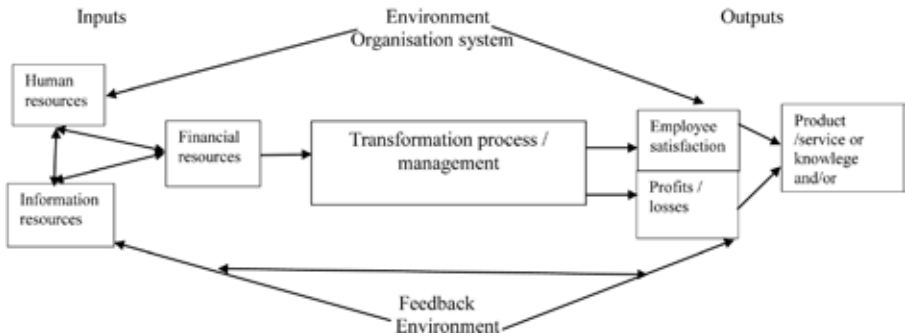 Inputs
Environment
Organisation system
Outputs
Human
resources
Financial
resources
Information
resources
Transformation process /
management
Employee
satisfaction
Profits /
losses
Product
/service or
knowlege
and/or
Feedback
Environment